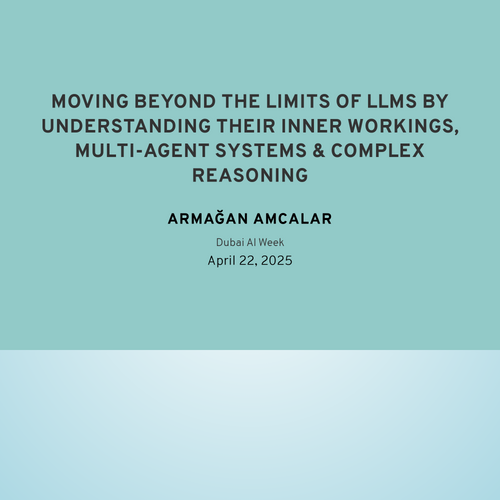 MOVING BEYOND THE LIMITS OF LLMS BY
UNDERSTANDING THEIR INNER WORKINGS,
MULTI-AGENT SYSTEMS & COMPLEX
REASONING
ARMAĞAN AMCALAR
Dubai AI Week
April 22, 2025